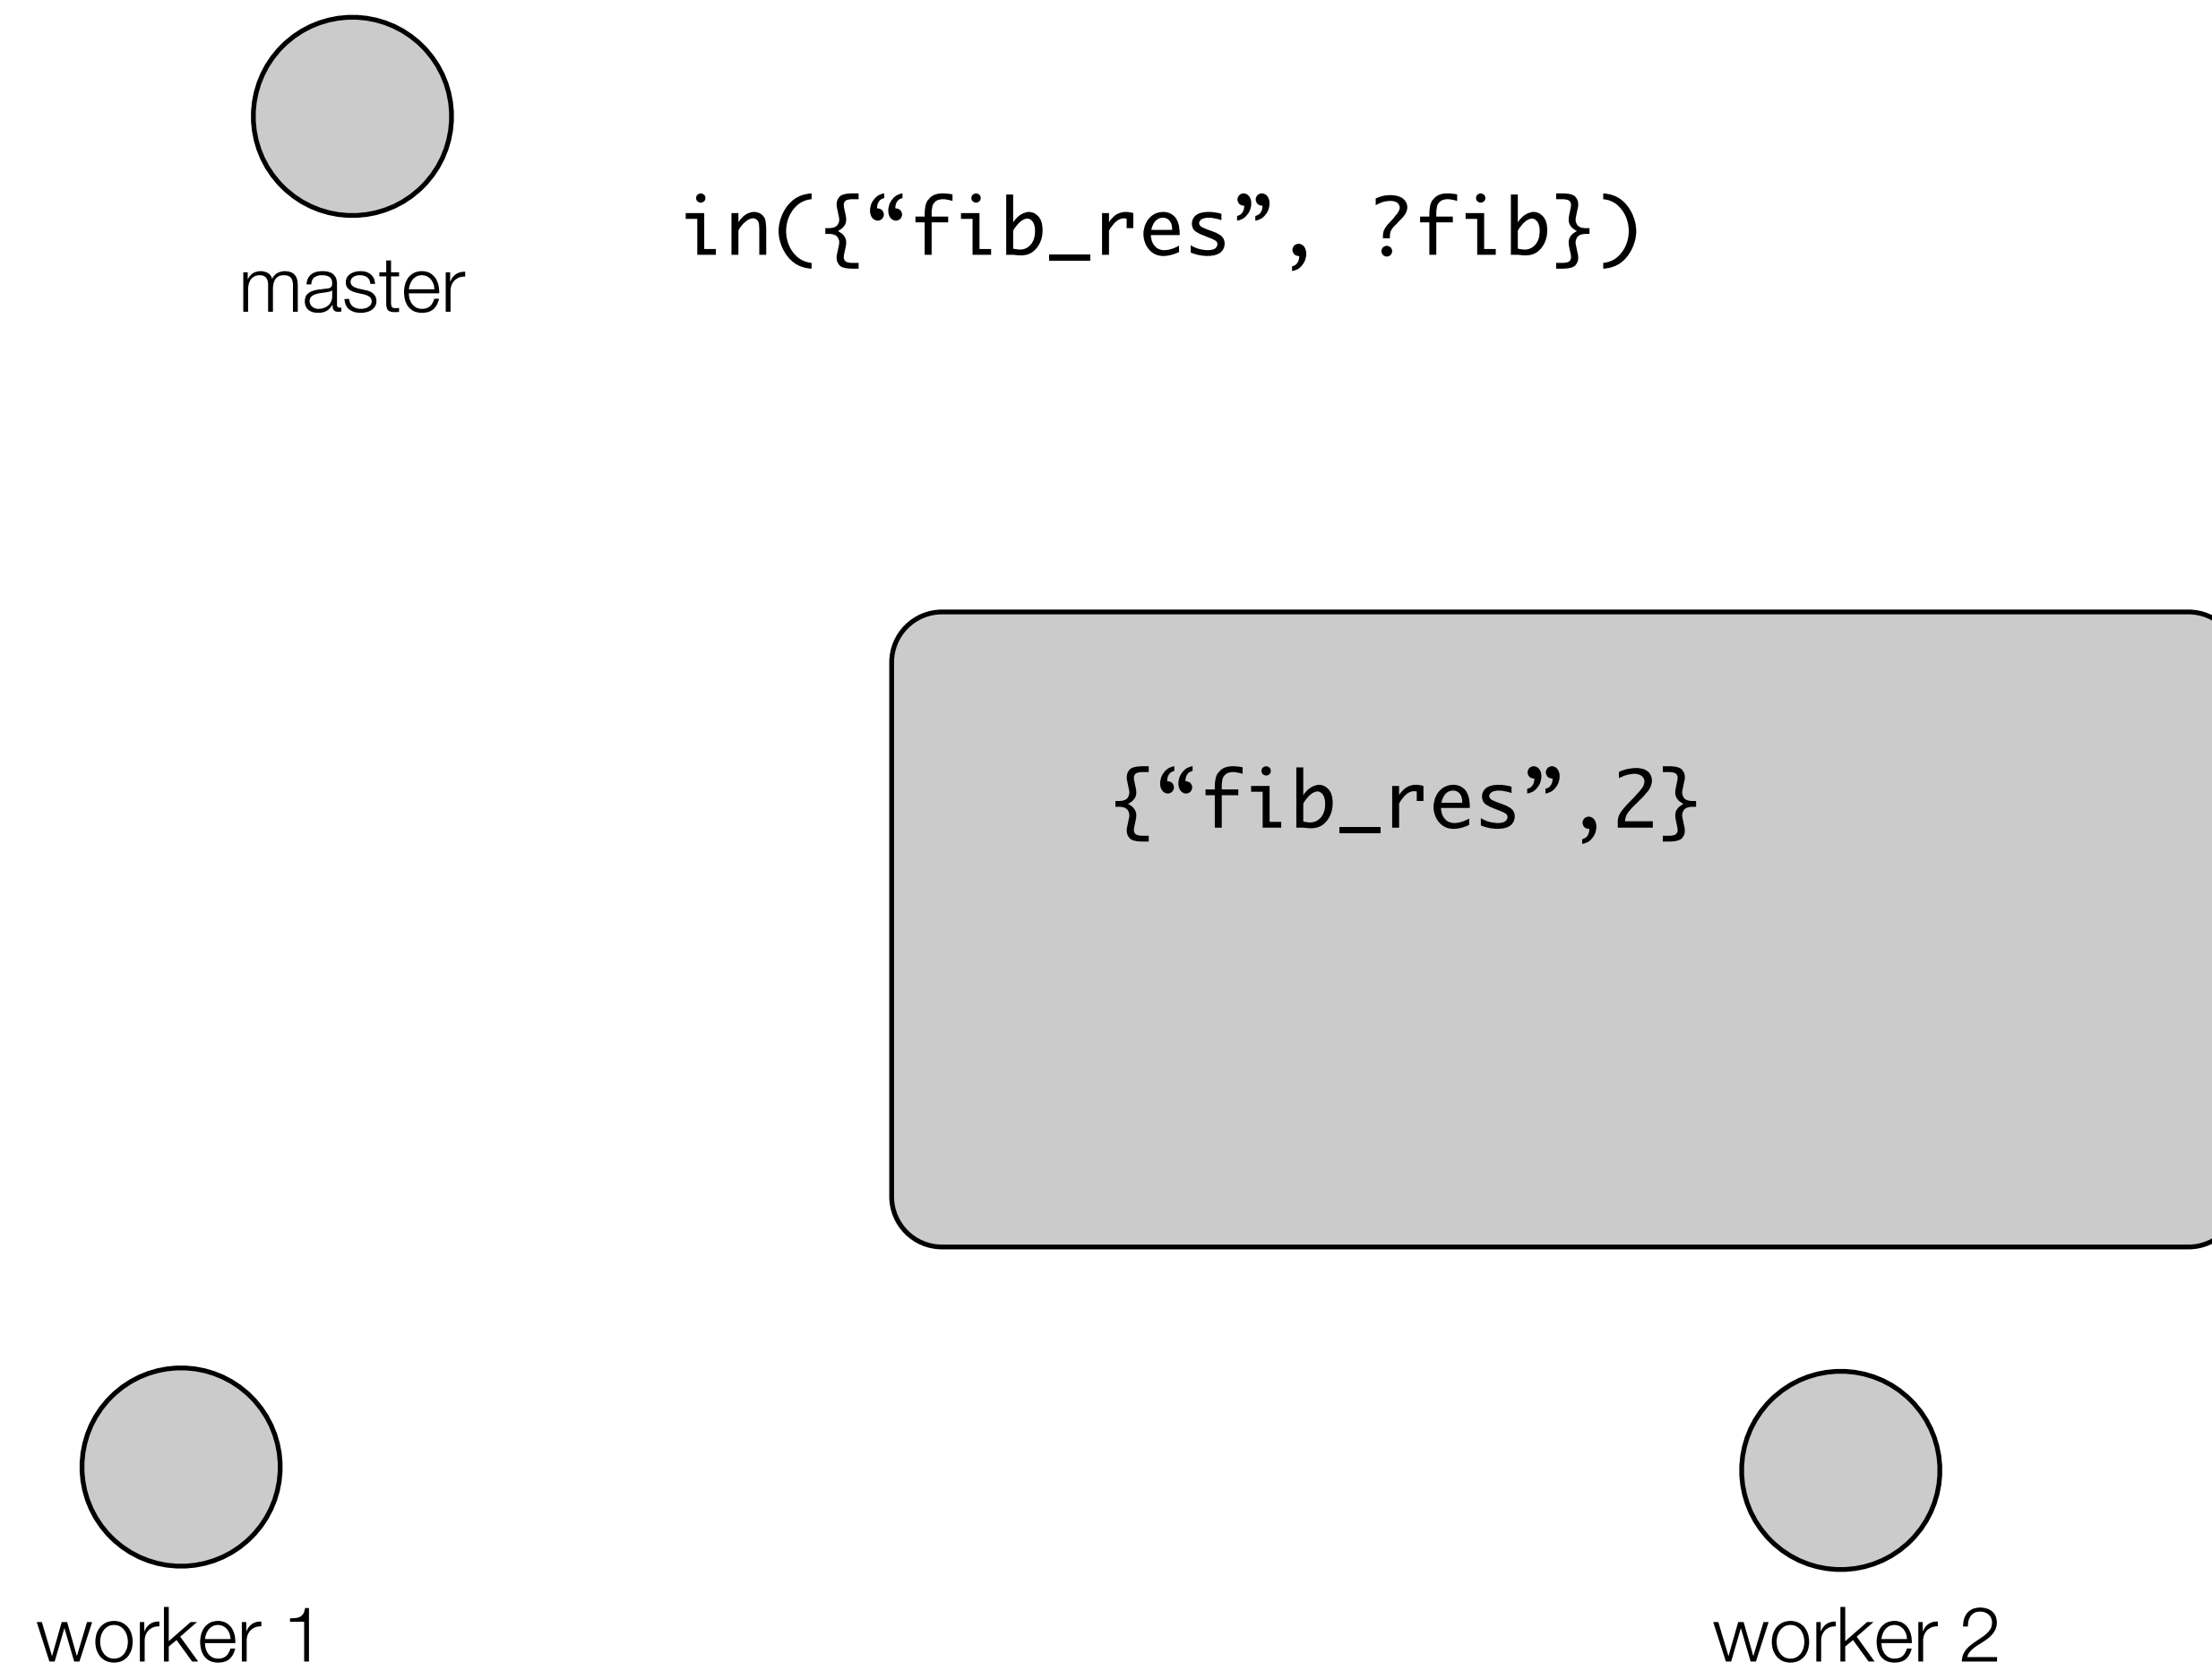 in({“fib_res”, ?fib})
master
{“fib_res”,2}
worker 1
worker 2